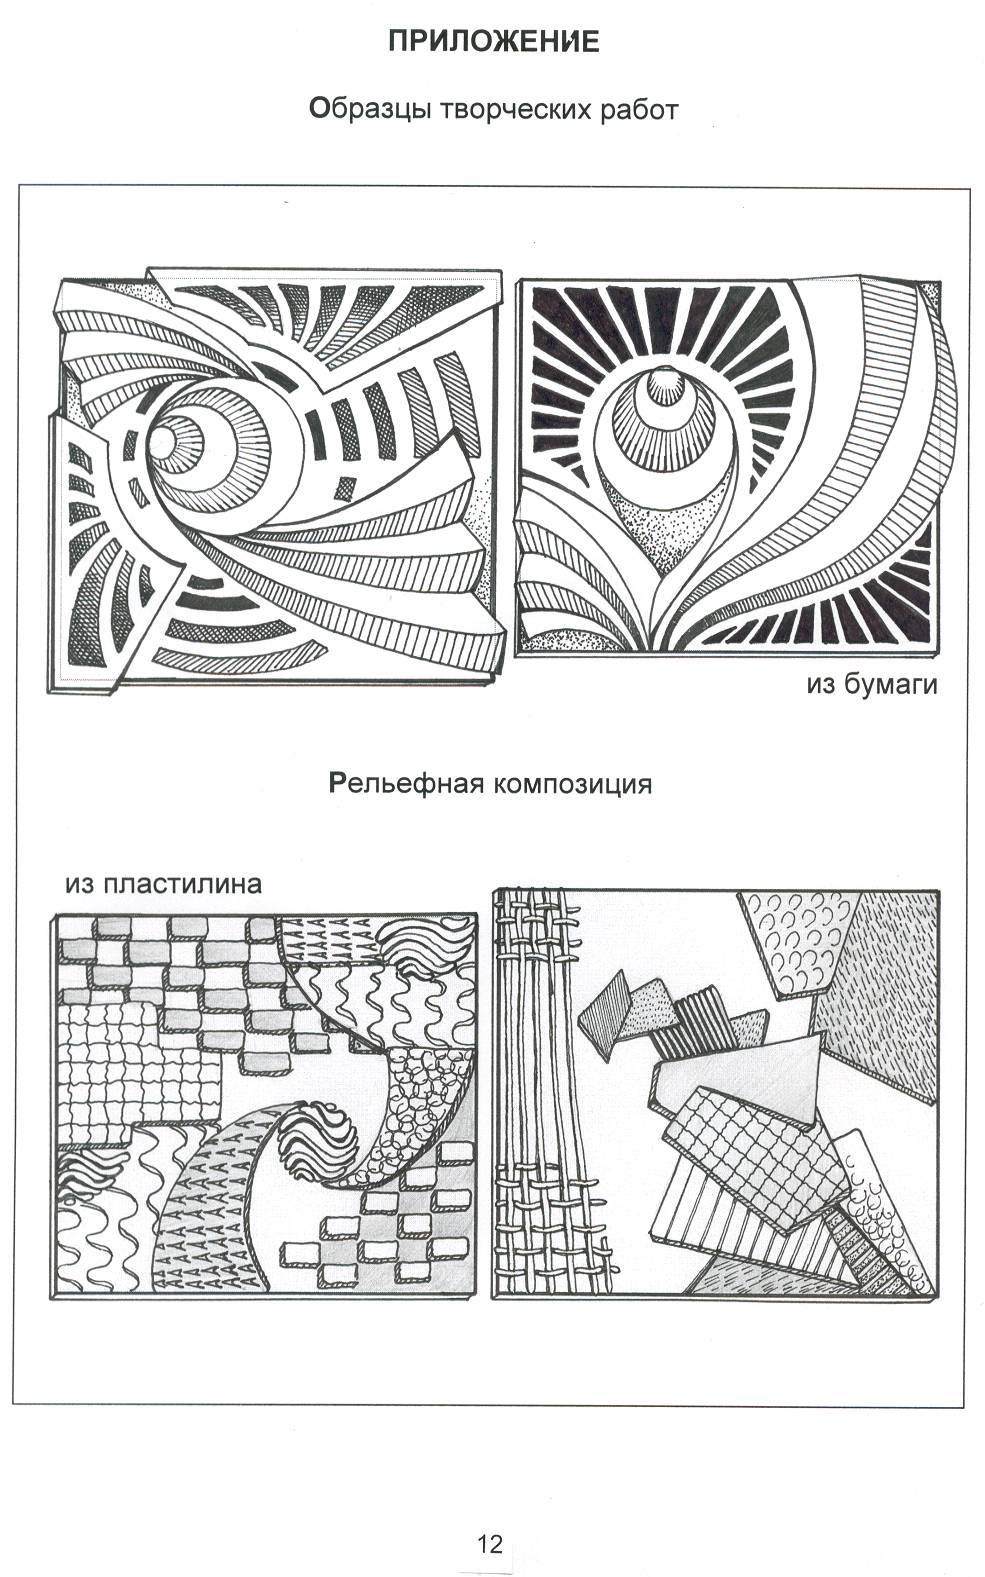 ПРИЛОЖЕНИЕ
Образцы творческих работ
из бумаги
Рельефная композиция
из пластилина
12